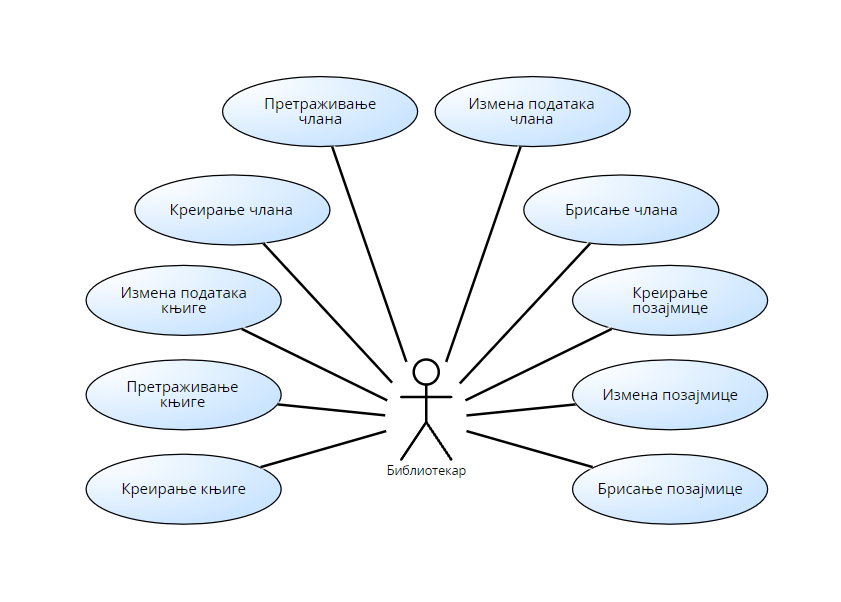 Претраживање
члана
Измена података
члана
Креирање члана
Брисање члана
Измена података
књиге
Креирање
позајмице
Претраживање
књиге
Измена позајмице
Библиотекар
Креирање књиге
Брисање позајмице